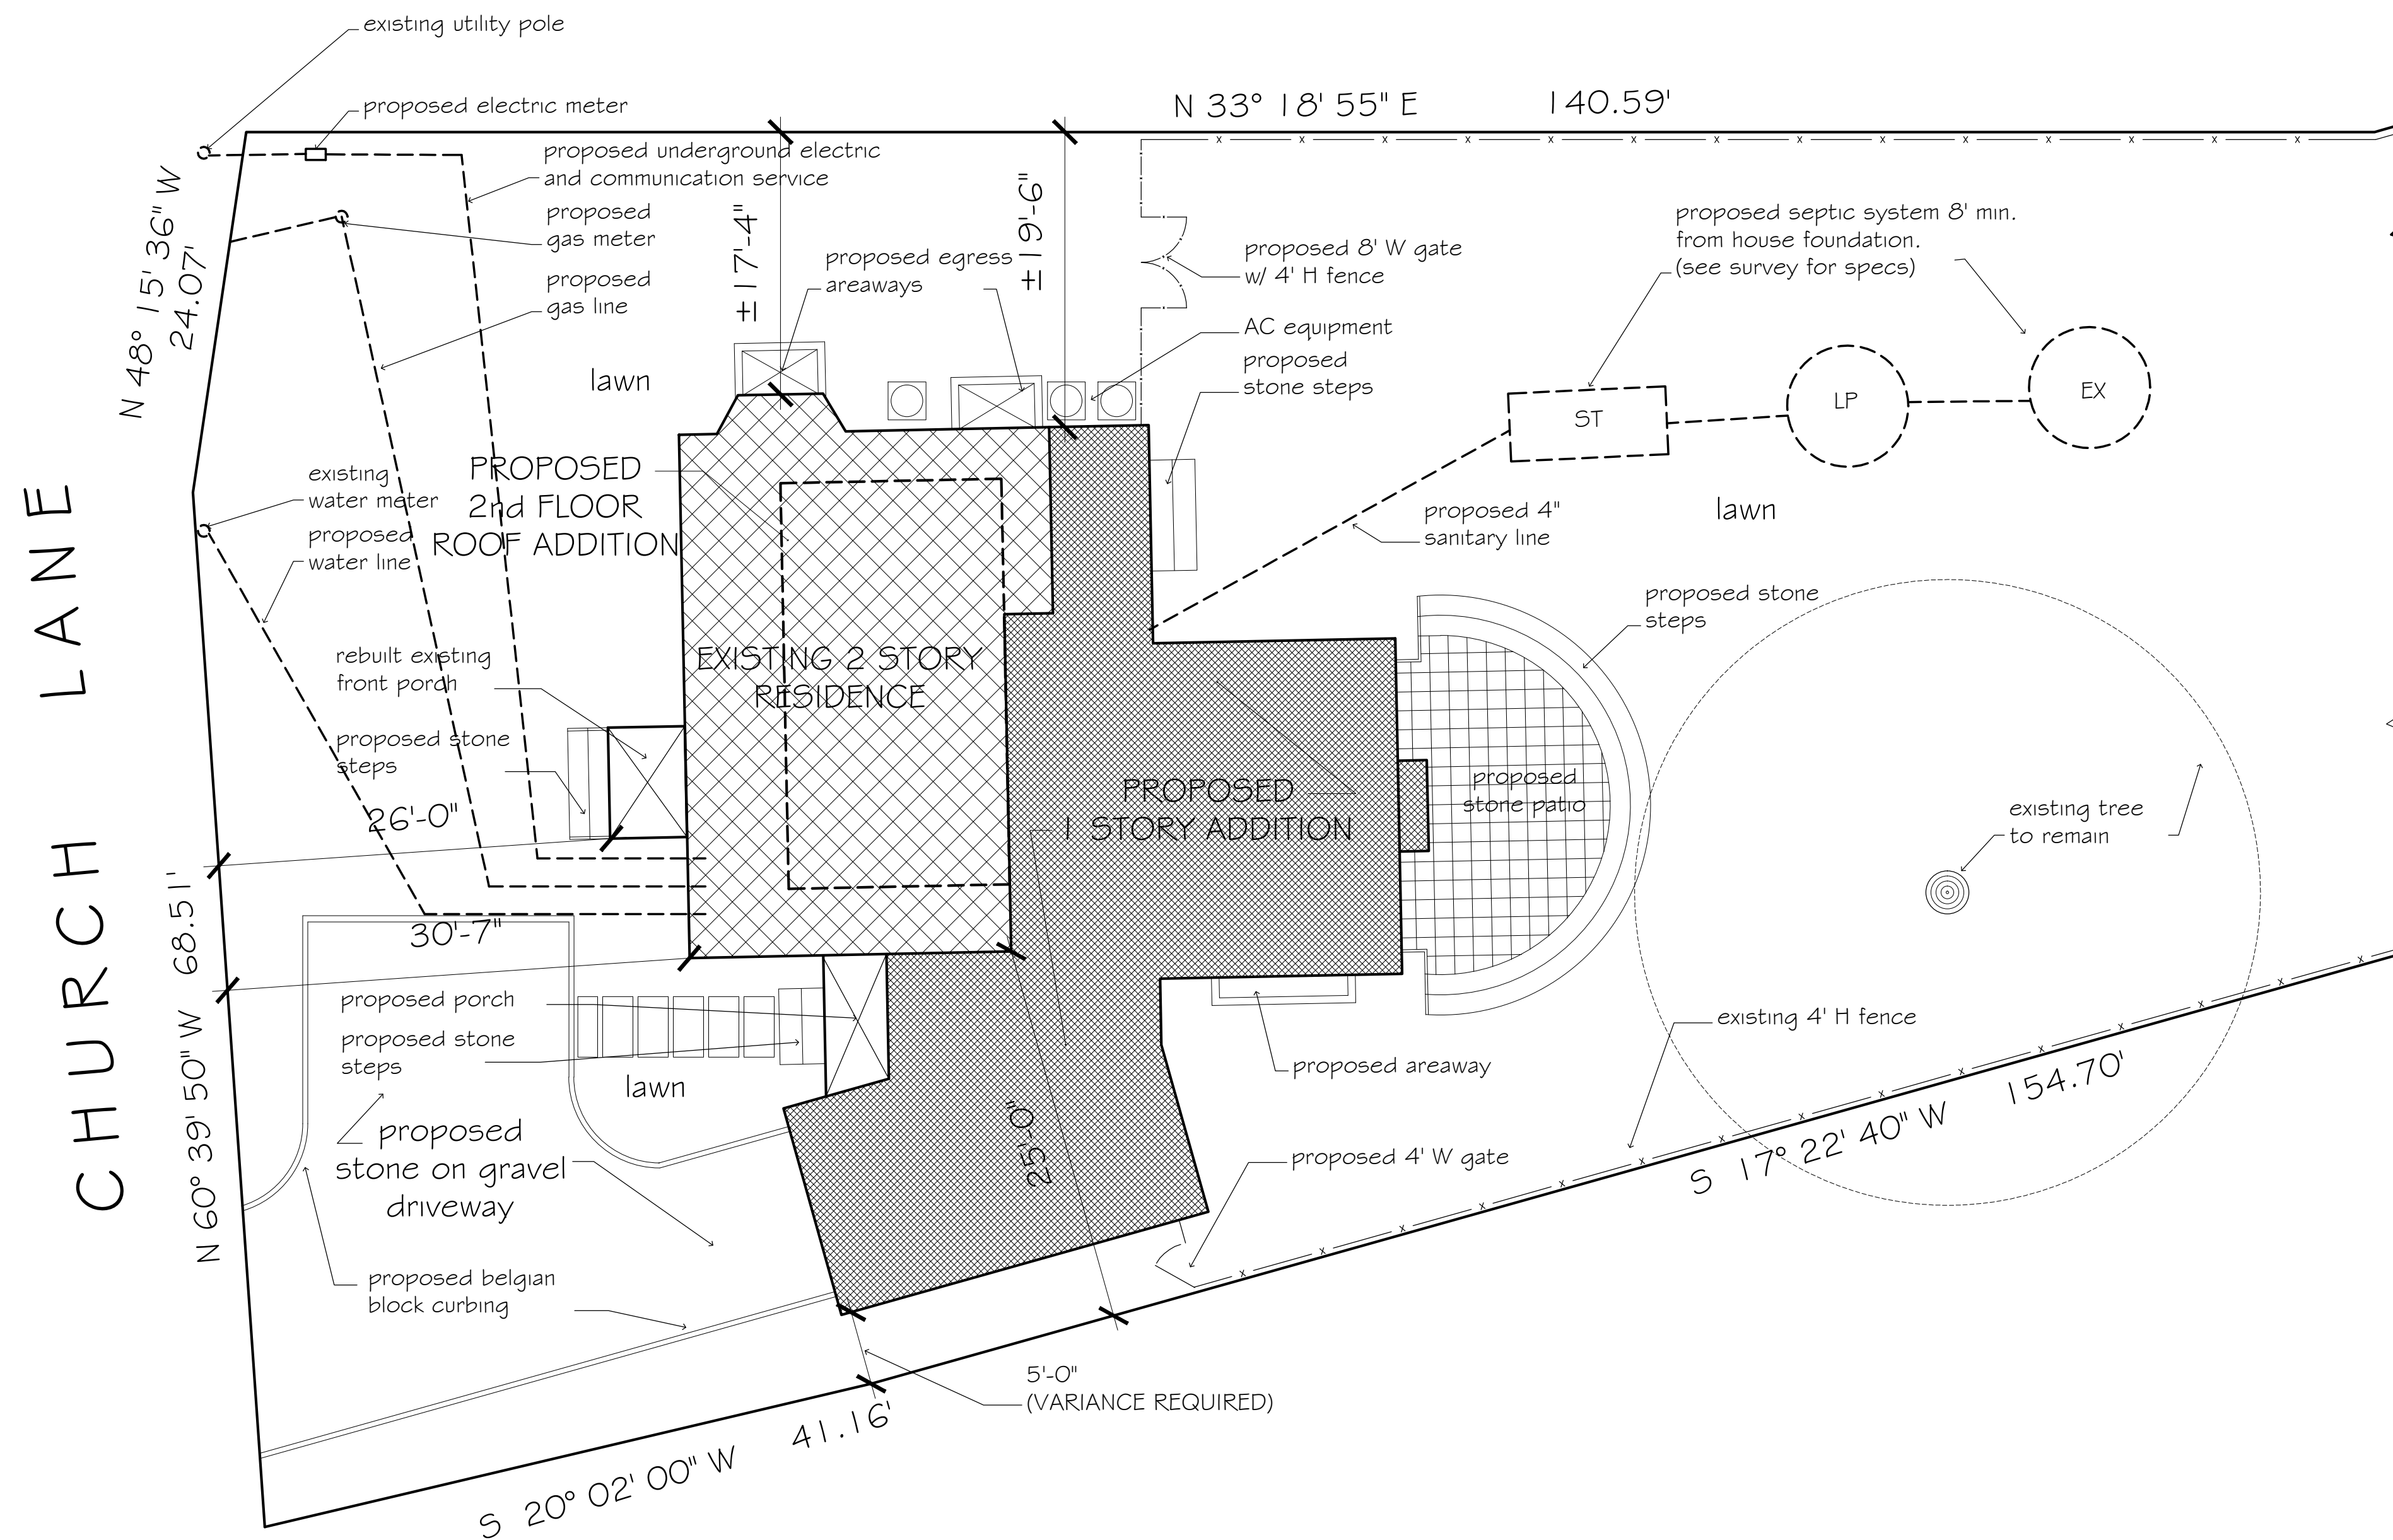 existing utility pole
proposed electric meter
N 33° 18' 55" E 140.59'
proposed underground electric
and communication service
proposed
gas meter
proposed
gas line
N 48° 15' 36" W
24.07'
±17'-4"
±19'-6"
proposed egress
areaways
proposed 8' W gate
w/ 4' H fence
AC equipment
proposed
stone steps
proposed septic system 8' min.
from house foundation.
(see survey for specs)
ST
LP
EX
lawn
lawn
existing
water meter
proposed
water line
PROPOSED
2nd FLOOR
ROOF ADDITION
proposed 4"
sanitary line
proposed stone
steps
rebuilt existing
front porch
EXISTING 2 STORY
RESIDENCE
proposed stone
steps
26'-0"
PROPOSED
1 STORY ADDITION
proposed
stone patio
existing tree
to remain
CHURCH LANE
N 60° 39' 50" W 68.51'
30'-7"
proposed porch
proposed stone
steps
lawn
proposed
stone on gravel
driveway
proposed belgian
block curbing
25'-0"
proposed areaway
existing 4' H fence
proposed 4' W gate
S 17° 22' 40" W 154.70'
5'-0"
(VARIANCE REQUIRED)
S 20° 02' 00" W 41.16'
x x x x x x x x x x x x x x
x x x x x x x x x x x x x x x